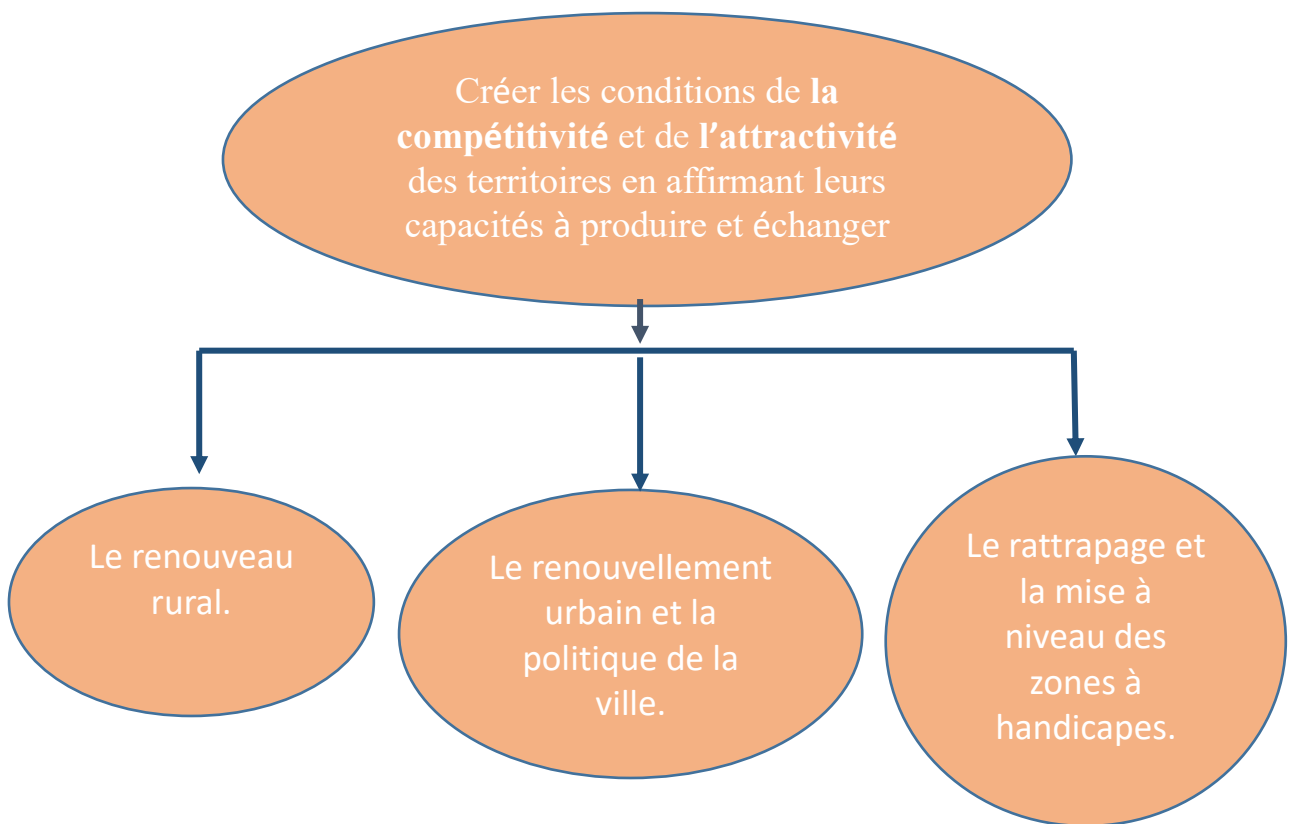 Créer les conditions de la
compétitivité et de l’attractivité
des territoires en affirmant leurs
capacités à produire et échanger
Le renouveau
rural.
Le renouvellement
urbain et la
politique de la
ville.
Le rattrapage et
la mise à
niveau des
zones à
handicapes.